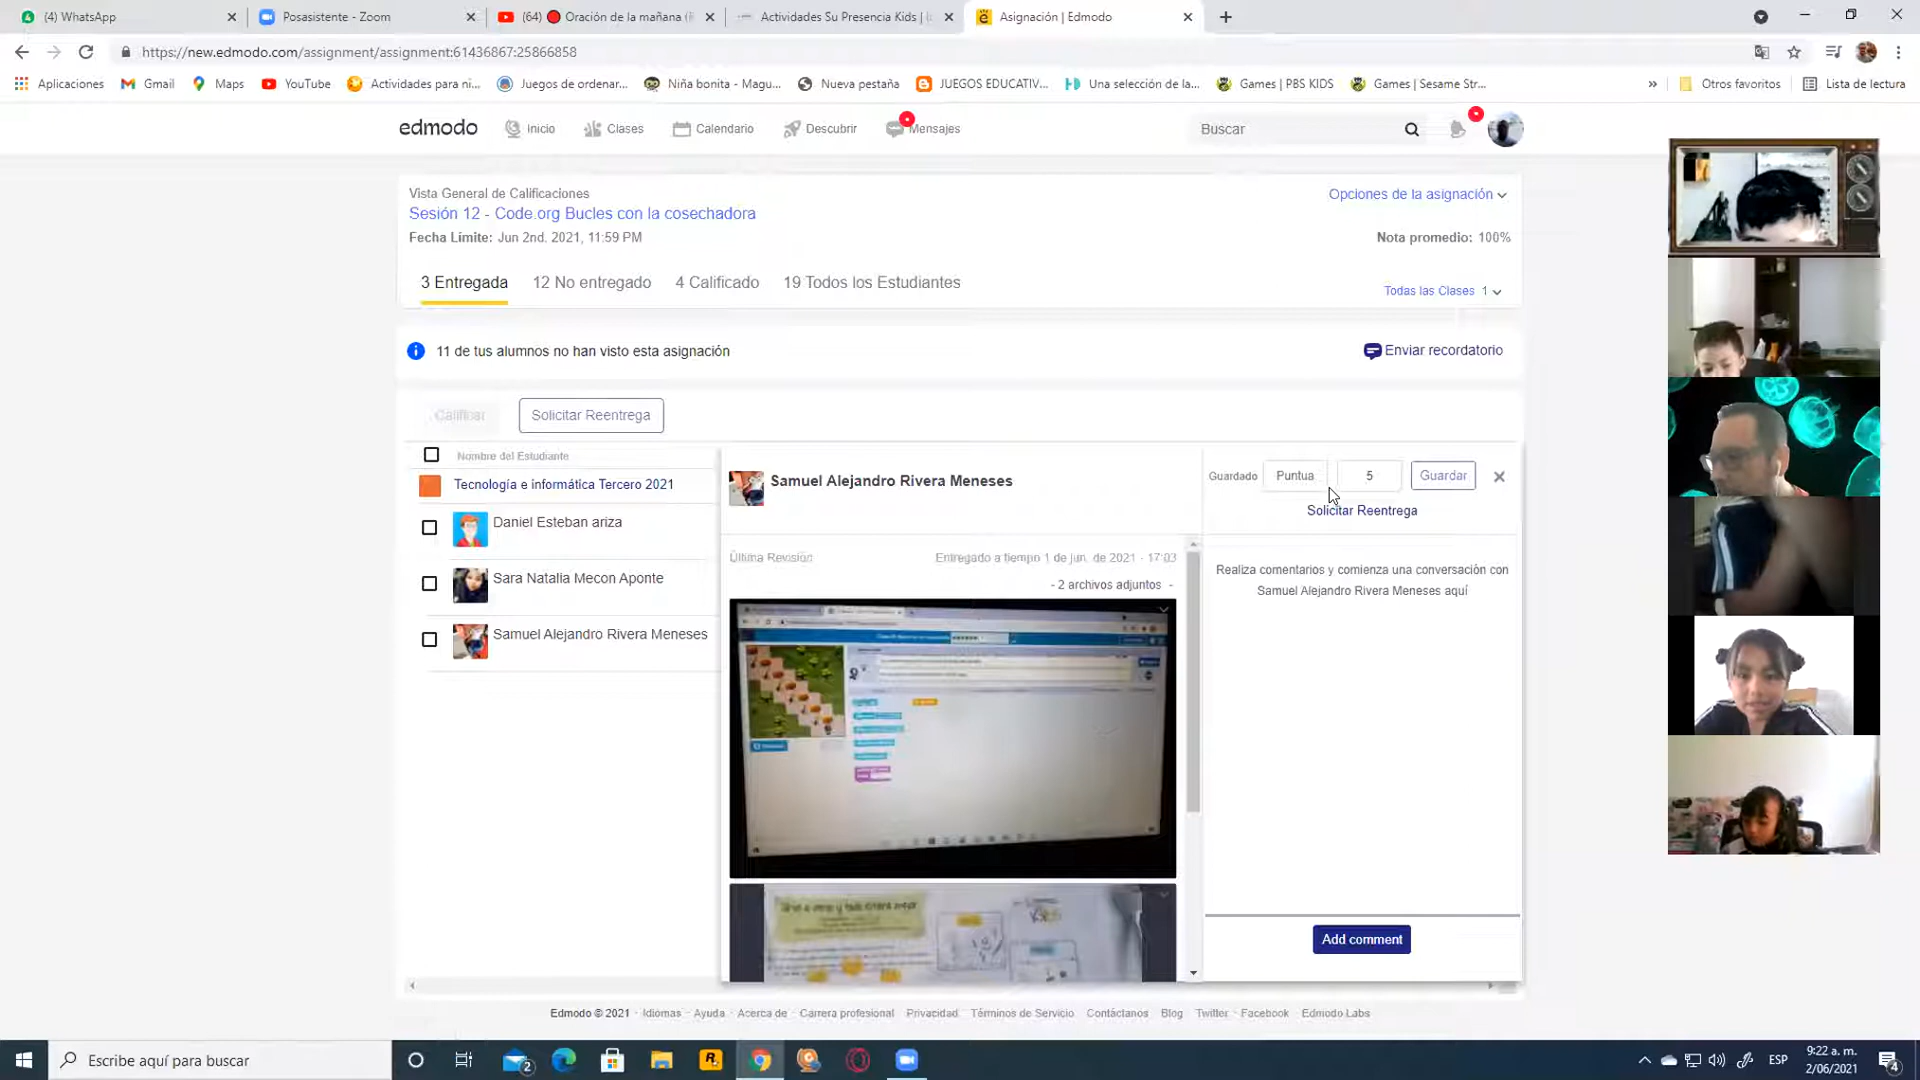 (4) WhatsApp
Posasistente - Zoom
(64) 🔴 Oración de la mañana (
Actividades Su Presencia Kids |
Asignación | Edmodo
https://new.edmodo.com/assignment/assignment:61436867:25866858
Aplicaciones
Gmail
Maps
YouTube
Actividades para ni...
Juegos de ordenar...
Niña bonita - Magu...
Nueva pestaña
JUEGOS EDUCATIV...
Una selección de la...
Games | PBS KIDS
Games | Sesame Str...
»
Otros favoritos
Lista de lectura
edmodo
Inicio
Clases
Calendario
Descubrir
Mensajes
Buscar
Vista General de Calificaciones
Opciones de la asignación
Sesión 12 - Code.org Bucles con la cosechadora
Fecha Límite: Jun 2nd. 2021, 11:59 PM
Nota promedio: 100%
3 Entregada
12 No entregado
4 Calificado
19 Todos los Estudiantes
Todas las Clases 1
11 de tus alumnos no han visto esta asignación
Enviar recordatorio
Calificar
Solicitar Reentrega
Nombre del Estudiante
Tecnología e informática Tercero 2021
Daniel Esteban ariza
Sara Natalia Mecon Aponte
Samuel Alejandro Rivera Meneses
Samuel Alejandro Rivera Meneses
Guardado
Puntua
5
Guardar
Solicitar Reentrega
Última Revisión
Entregado a tiempo 1 de jun. de 2021 - 17:03
- 2 archivos adjuntos -
Realiza comentarios y comienza una conversación con
Samuel Alejandro Rivera Meneses aquí
Add comment
Edmodo © 2021 · Idiomas · Ayuda · Acerca de · Carrera profesional · Privacidad · Términos de Servicio · Contáctanos · Blog · Twitter · Facebook · Edmodo Labs
Escribe aquí para buscar
2
ESP
9:22 a. m.
2/06/2021
4